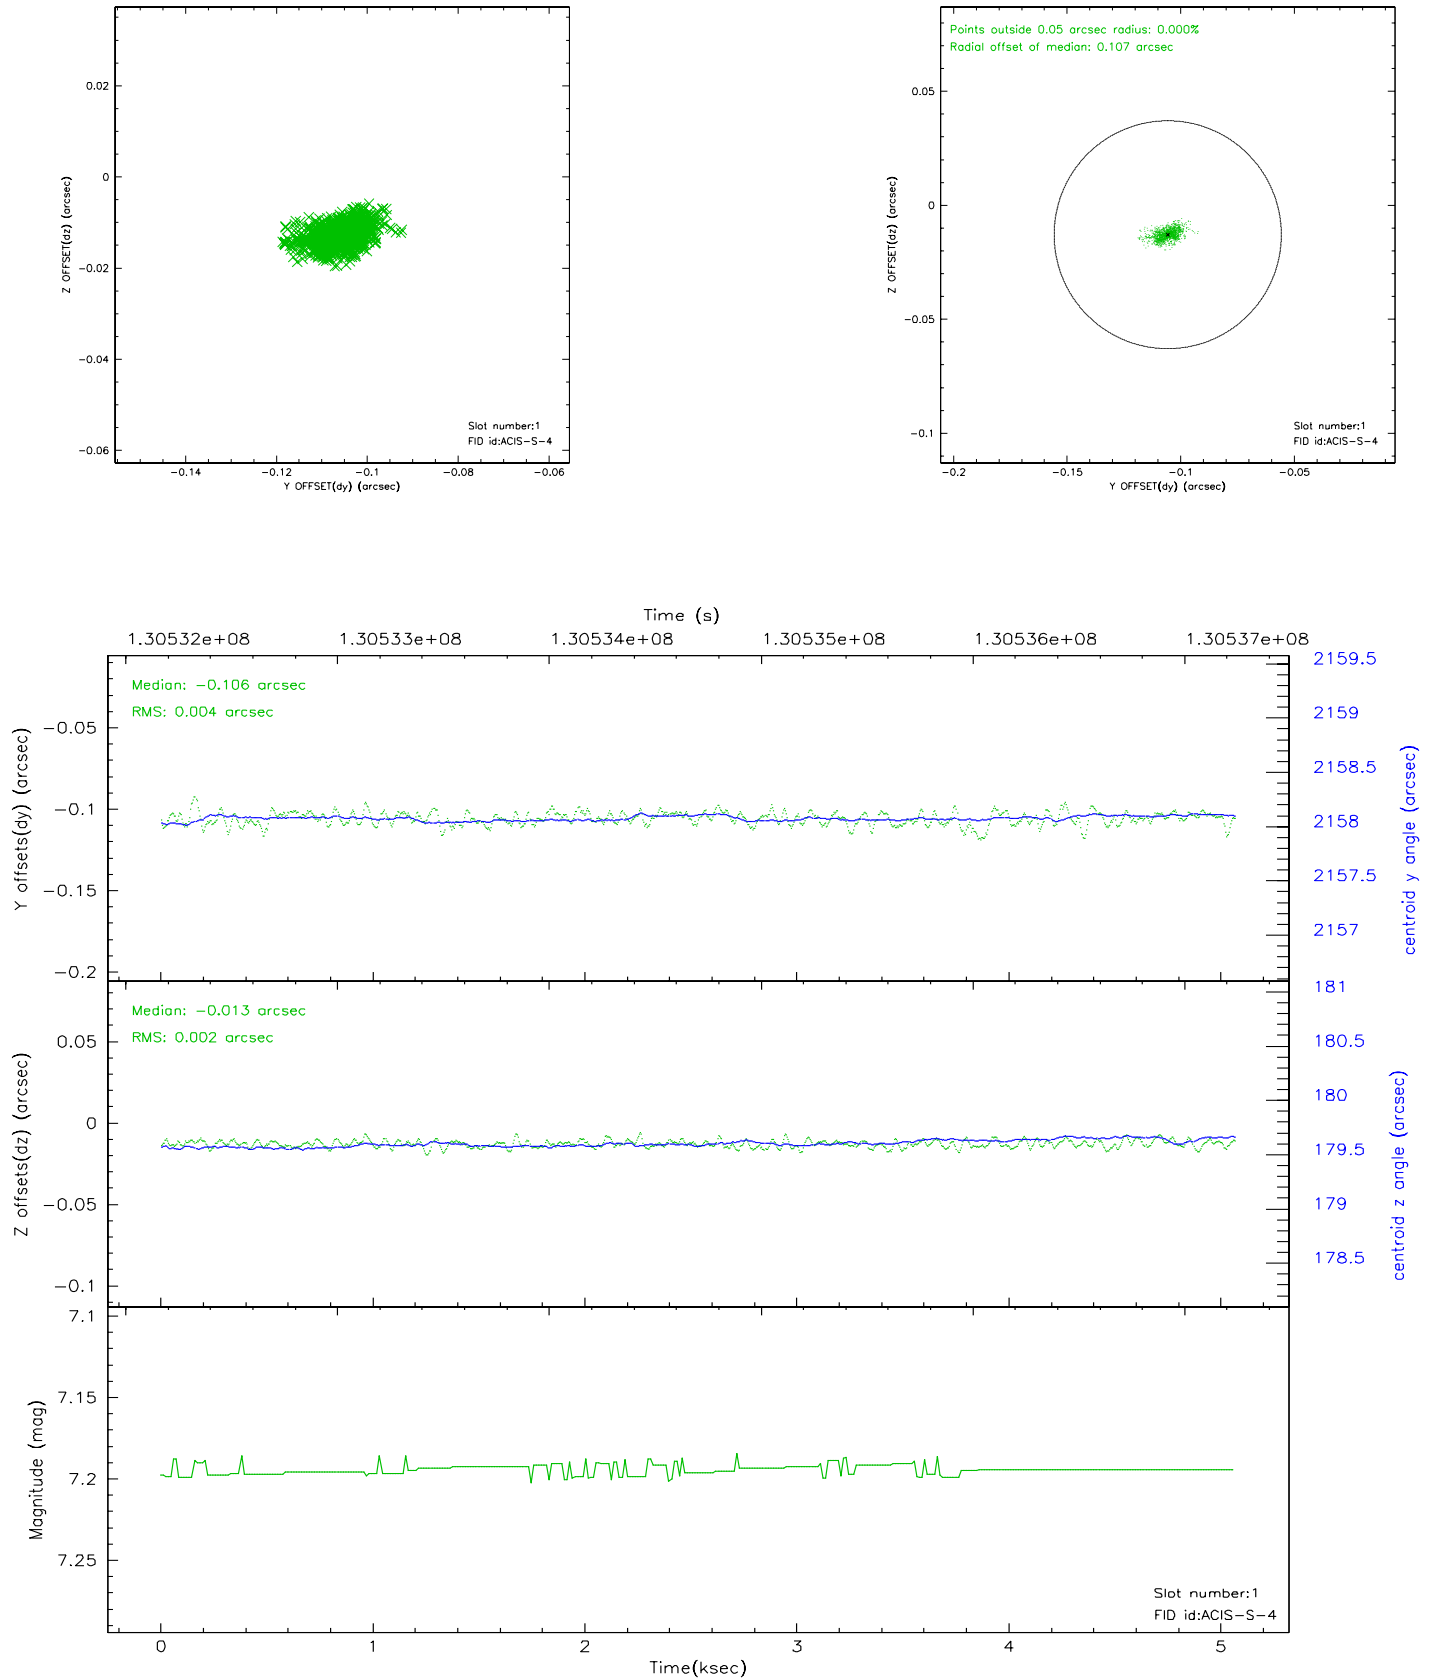 0.02
0
−0.02
−0.04
−0.06
Z OFFSET(dz) (arcsec)
Slot number:1
FID id:ACIS−S−4
−0.14
−0.12
−0.1
−0.08
−0.06
Y OFFSET(dy) (arcsec)
Points outside 0.05 arcsec radius: 0.000%
Radial offset of median: 0.107 arcsec
0.05
0
−0.05
−0.1
Z OFFSET(dz) (arcsec)
Slot number:1
FID id:ACIS−S−4
−0.2
−0.15
−0.1
−0.05
Y OFFSET(dy) (arcsec)
Time (s)
1.30532e+08
1.30533e+08
1.30534e+08
1.30535e+08
1.30536e+08
1.30537e+08
Median: −0.106 arcsec
RMS: 0.004 arcsec
−0.05
−0.1
−0.15
−0.2
Y offsets(dy) (arcsec)
2159.5
2159
2158.5
2158
2157.5
2157
centroid y angle (arcsec)
Median: −0.013 arcsec
RMS: 0.002 arcsec
0.05
0
−0.05
−0.1
Z offsets(dz) (arcsec)
181
180.5
180
179.5
179
178.5
centroid z angle (arcsec)
7.1
7.15
7.2
7.25
Magnitude (mag)
Slot number:1
FID id:ACIS−S−4
0
1
2
3
4
5
Time(ksec)